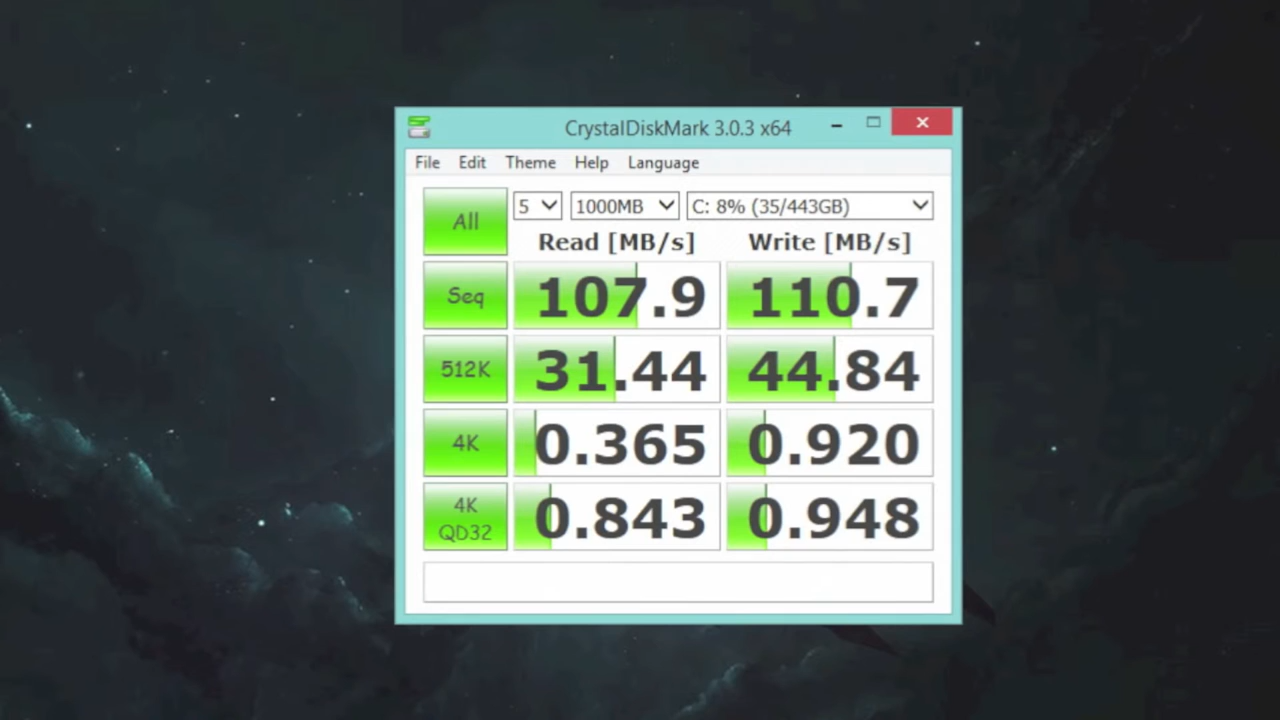 CrystalDiskMark 3.0.3 x64
File Edit Theme Help Language
All 5 1000MB C: 8% (35/443GB)
Read [MB/s] Write [MB/s]
Seq 107.9 110.7
512K 31.44 44.84
4K 0.365 0.920
4K QD32 0.843 0.948